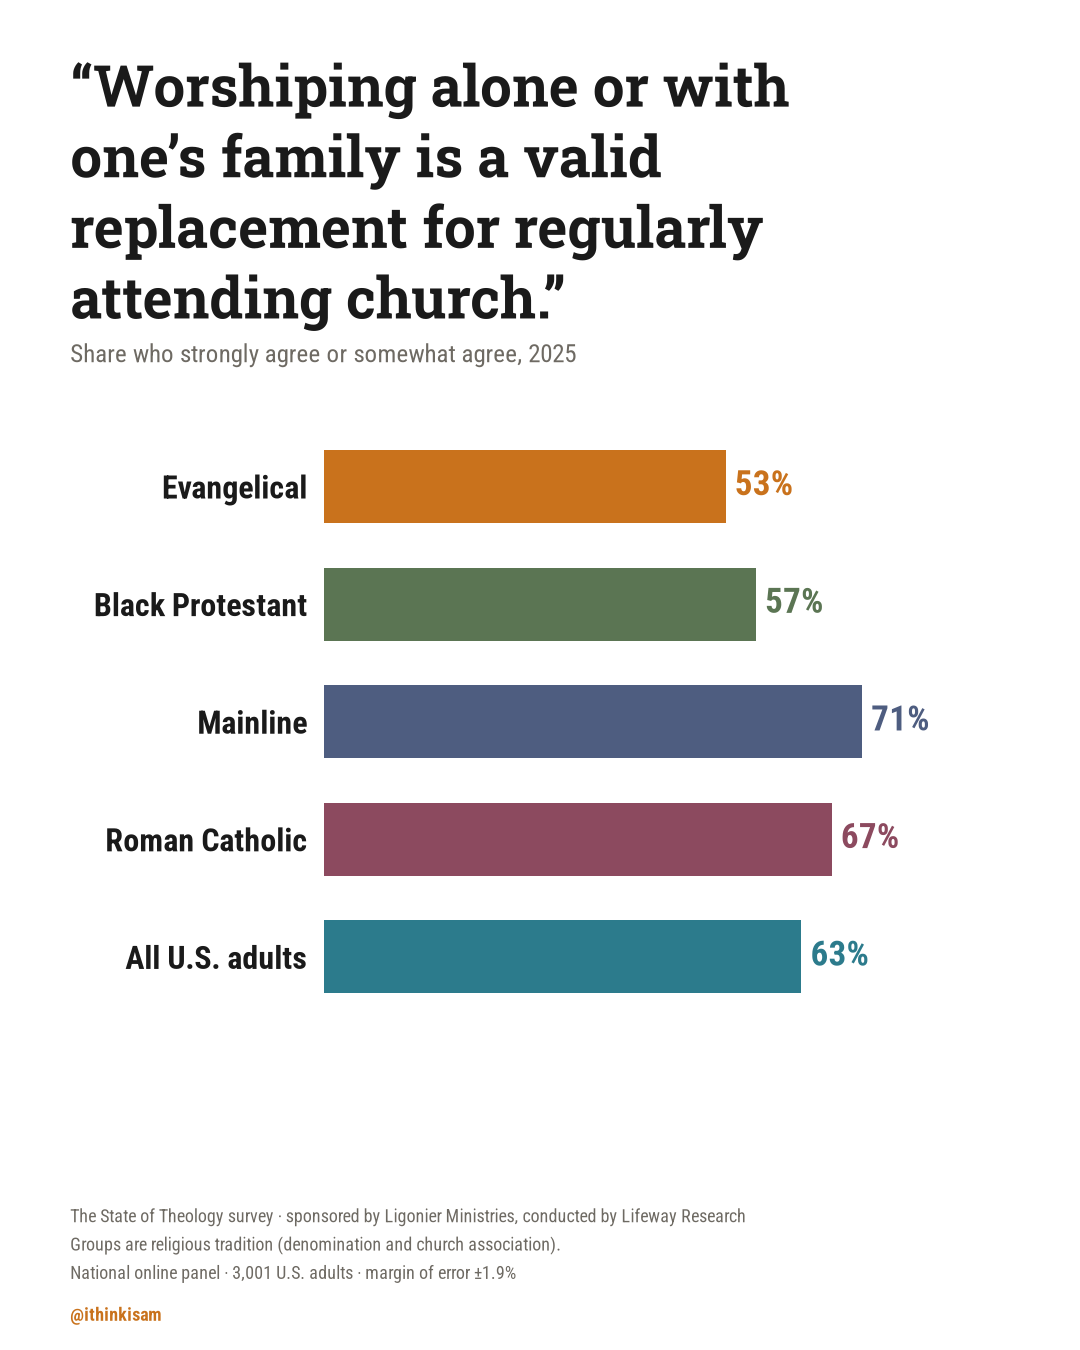 “Worshiping alone or with
one’s family is a valid
replacement for regularly
attending church.”
Share who strongly agree or somewhat agree, 2025
Evangelical 53%
Black Protestant 57%
Mainline 71%
Roman Catholic 67%
All U.S. adults 63%
The State of Theology survey · sponsored by Ligonier Ministries, conducted by Lifeway Research
Groups are religious tradition (denomination and church association).
National online panel · 3,001 U.S. adults · margin of error ±1.9%
@ithinkisam